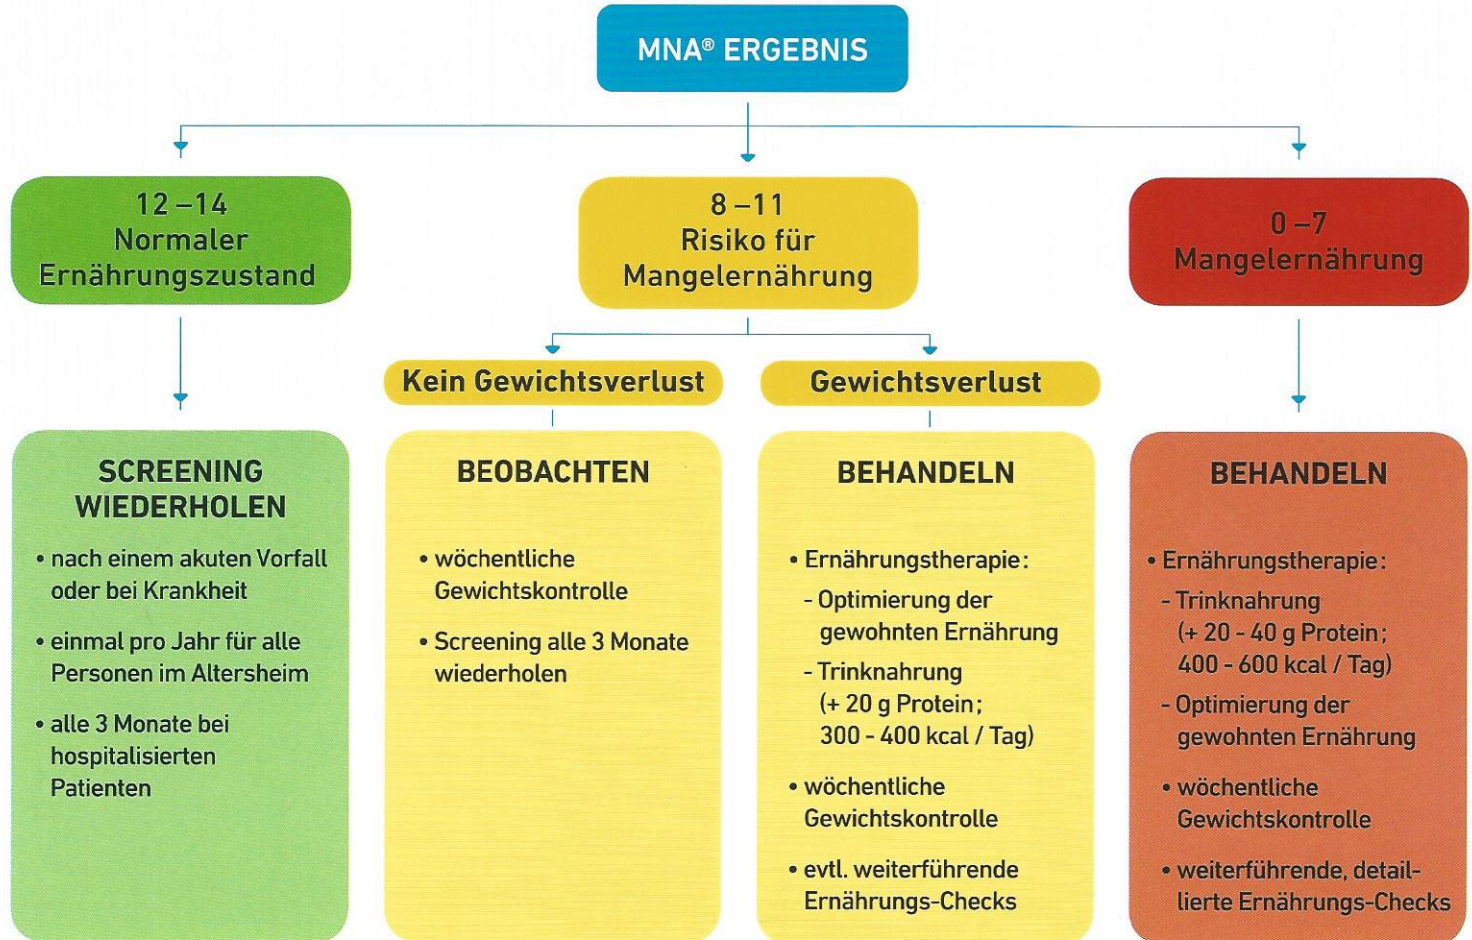 MNA® ERGEBNIS
12 –14
Normaler
Ernährungszustand
8 –11
Risiko für
Mangelernährung
0 –7
Mangelernährung
Kein Gewichtsverlust
Gewichtsverlust
SCREENING
WIEDERHOLEN
• nach einem akuten Vorfall
oder bei Krankheit
• einmal pro Jahr für alle
Personen im Altersheim
• alle 3 Monate bei
hospitalisierten
Patienten
BEOBACHTEN
• wöchentliche
Gewichtskontrolle
• Screening alle 3 Monate
wiederholen
BEHANDELN
• Ernährungstherapie:
- Optimierung der
gewohnten Ernährung
- Trinknahrung
(+ 20 g Protein;
300 - 400 kcal / Tag)
• wöchentliche
Gewichtskontrolle
• evtl. weiterführende
Ernährungs-Checks
BEHANDELN
• Ernährungstherapie:
- Trinknahrung
(+ 20 - 40 g Protein;
400 - 600 kcal / Tag)
- Optimierung der
gewohnten Ernährung
• wöchentliche
Gewichtskontrolle
• weiterführende, detail-
lierte Ernährungs-Checks